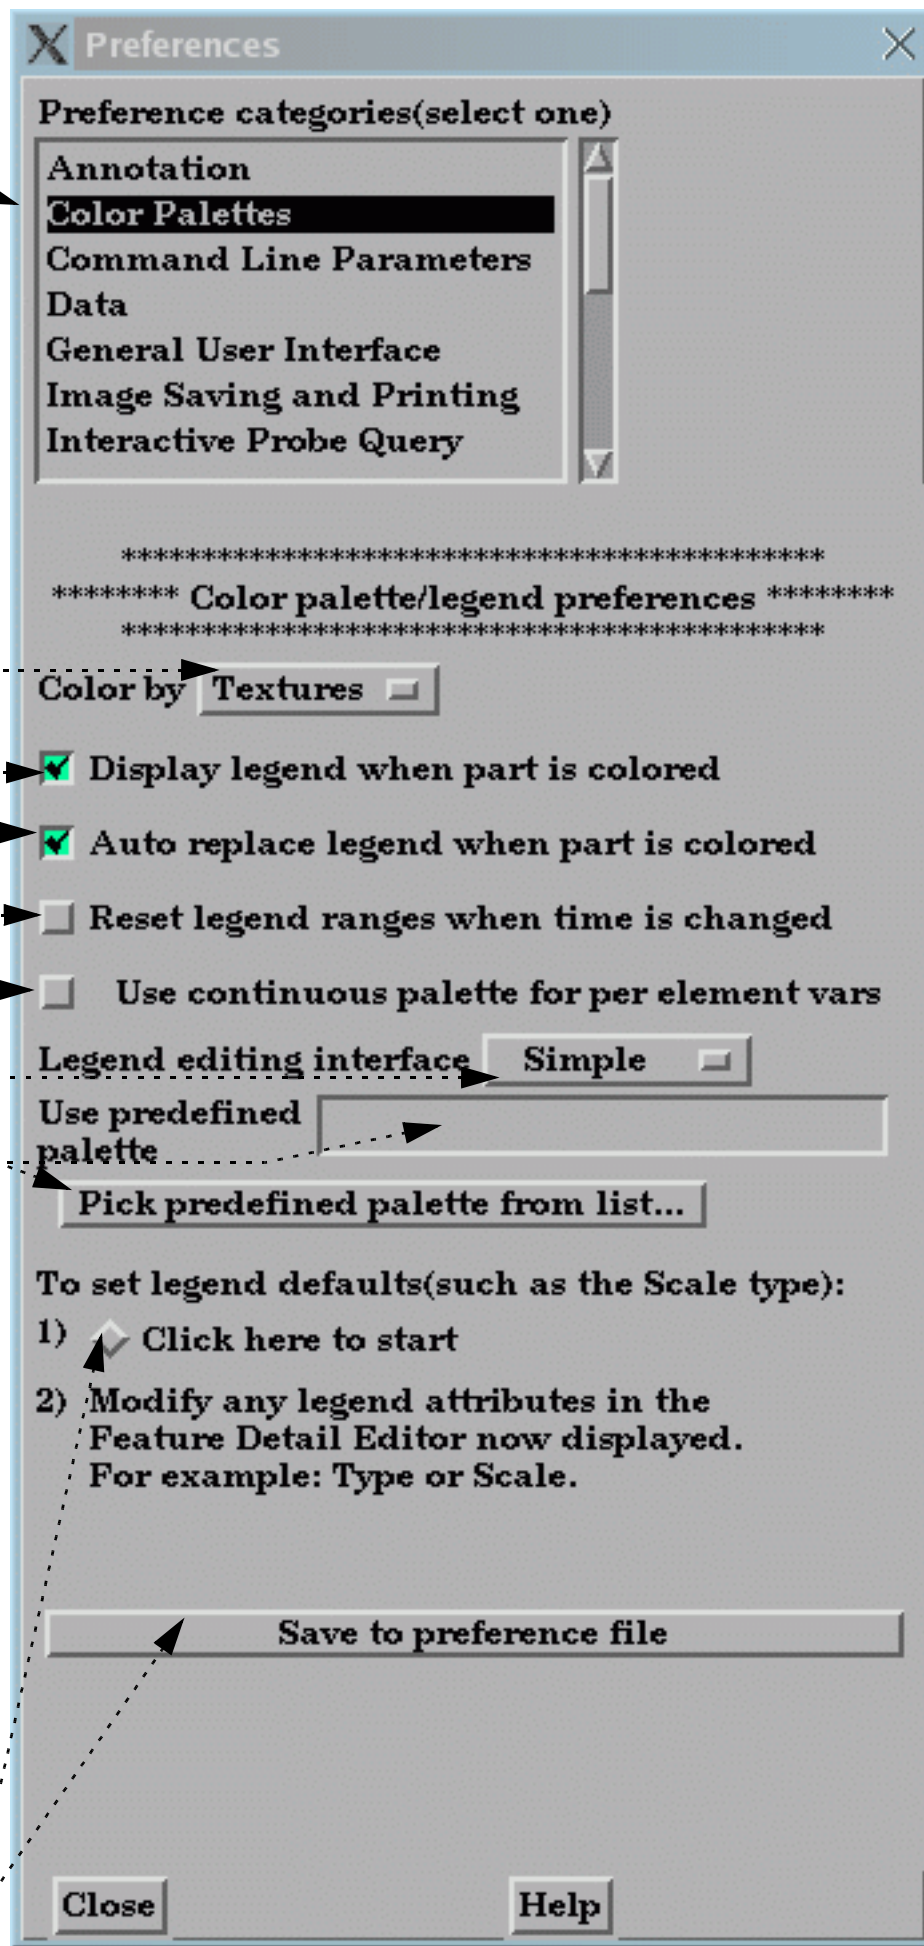 Preferences
Preference categories(select one)
Annotation
Color Palettes
Command Line Parameters
Data
General User Interface
Image Saving and Printing
Interactive Probe Query
********************************************
******** Color palette/legend preferences ********
********************************************
Color by Textures
Display legend when part is colored
Auto replace legend when part is colored
Reset legend ranges when time is changed
Use continuous palette for per element vars
Legend editing interface Simple
Use predefined
palette
Pick predefined palette from list...
To set legend defaults(such as the Scale type):
1) Click here to start
2) Modify any legend attributes in the
Feature Detail Editor now displayed.
For example: Type or Scale.
Save to preference file
Close Help